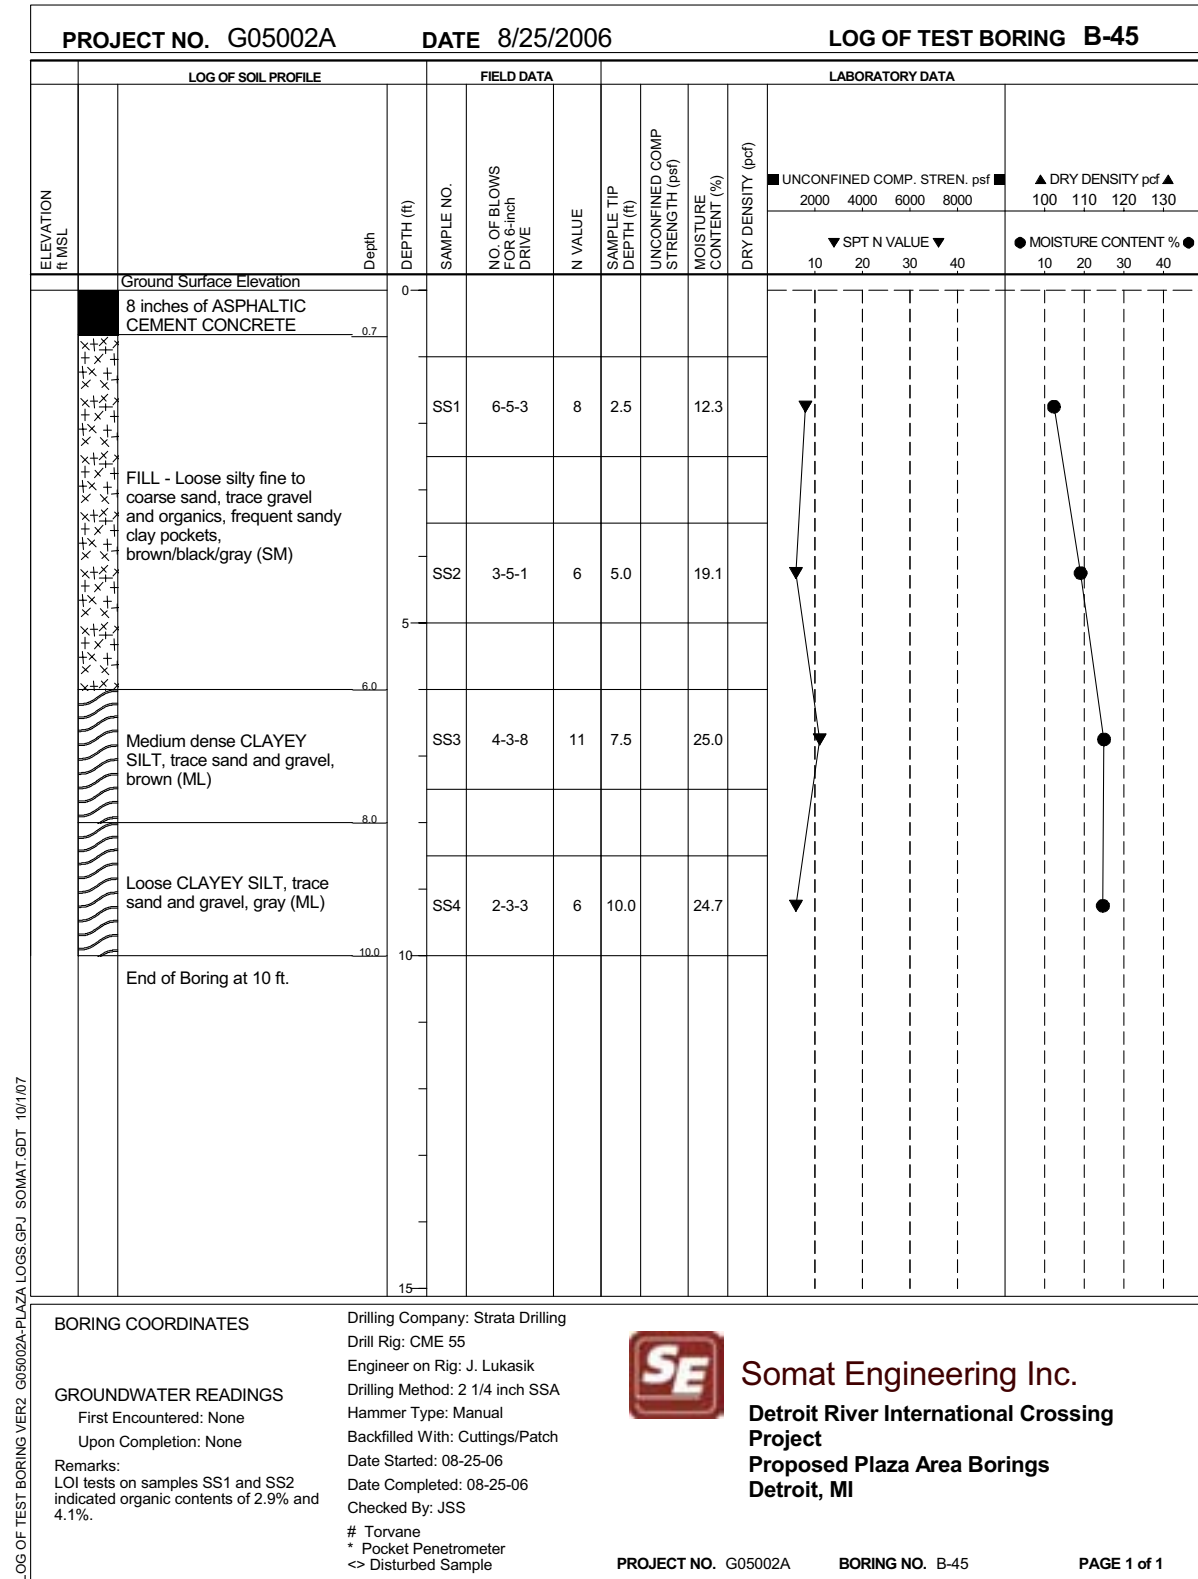 PROJECT NO. G05002A DATE 8/25/2006 LOG OF TEST BORING B-45
LOG OF SOIL PROFILE FIELD DATA LABORATORY DATA
ELEVATION
ft MSL
Depth
DEPTH (ft)
SAMPLE NO.
NO. OF BLOWS
FOR 6-inch
DRIVE
N VALUE
SAMPLE TIP
DEPTH (ft)
UNCONFINED COMP
STRENGTH (psf)
MOISTURE
CONTENT (%)
DRY DENSITY (pcf)
■ UNCONFINED COMP. STREN. psf ■
2000 4000 6000 8000
▼ SPT N VALUE ▼
10 20 30 40
▲ DRY DENSITY pcf ▲
100 110 120 130
● MOISTURE CONTENT % ●
10 20 30 40
Ground Surface Elevation
0
8 inches of ASPHALTIC
CEMENT CONCRETE
0.7
SS1 6-5-3 8 2.5 12.3
FILL - Loose silty fine to
coarse sand, trace gravel
and organics, frequent sandy
clay pockets,
brown/black/gray (SM)
SS2 3-5-1 6 5.0 19.1
5
6.0
Medium dense CLAYEY
SILT, trace sand and gravel,
brown (ML)
SS3 4-3-8 11 7.5 25.0
8.0
Loose CLAYEY SILT, trace
sand and gravel, gray (ML)
SS4 2-3-3 6 10.0 24.7
10.0
10
End of Boring at 10 ft.
15
BORING COORDINATES
GROUNDWATER READINGS
First Encountered: None
Upon Completion: None
Remarks:
LOI tests on samples SS1 and SS2
indicated organic contents of 2.9% and
4.1%.
Drilling Company: Strata Drilling
Drill Rig: CME 55
Engineer on Rig: J. Lukasik
Drilling Method: 2 1/4 inch SSA
Hammer Type: Manual
Backfilled With: Cuttings/Patch
Date Started: 08-25-06
Date Completed: 08-25-06
Checked By: JSS
# Torvane
* Pocket Penetrometer
<> Disturbed Sample
SE
Somat Engineering Inc.
Detroit River International Crossing
Project
Proposed Plaza Area Borings
Detroit, MI
PROJECT NO. G05002A BORING NO. B-45 PAGE 1 of 1
LOG OF TEST BORING VER2 G05002A-PLAZA LOGS.GPJ SOMAT.GDT 10/1/07